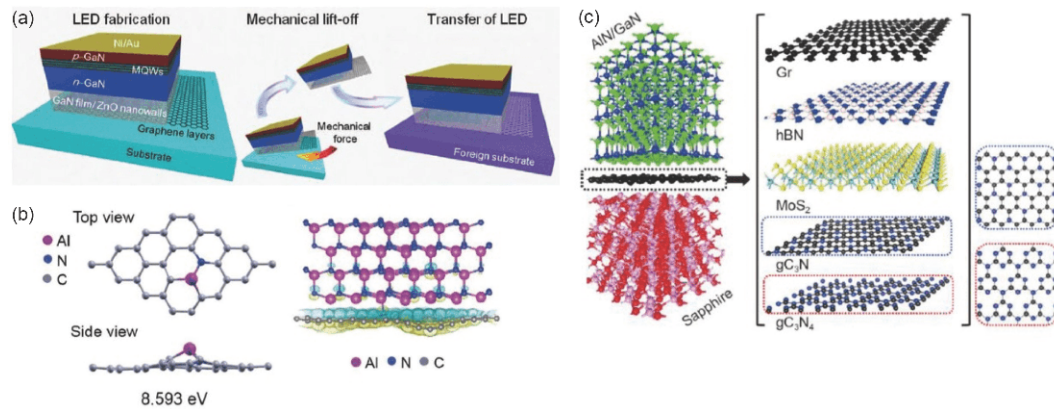 (a)
LED fabrication
Mechanical lift-off
Transfer of LED
Ni/Au
p-GaN
MQWs
n-GaN
GaN film/ZnO nanowalls
Graphene layers
Substrate
Mechanical
force
Foreign substrate
(b)
Top view
Al
N
C
Side view
8.593 eV
Al N C
(c)
AlN/GaN
Sapphire
Gr
hBN
MoS₂
gC₃N
gC₃N₄